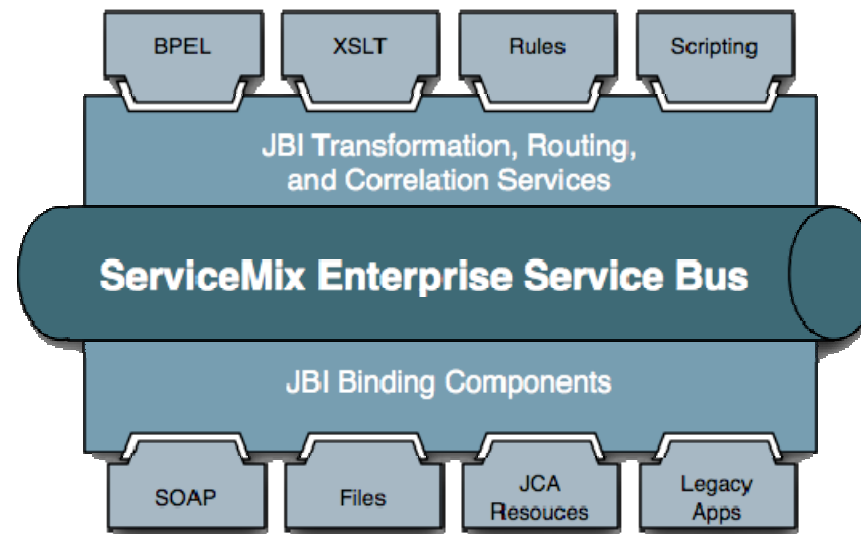 BPEL
XSLT
Rules
Scripting
JBI Transformation, Routing,
and Correlation Services
ServiceMix Enterprise Service Bus
JBI Binding Components
SOAP
Files
JCA
Resouces
Legacy
Apps